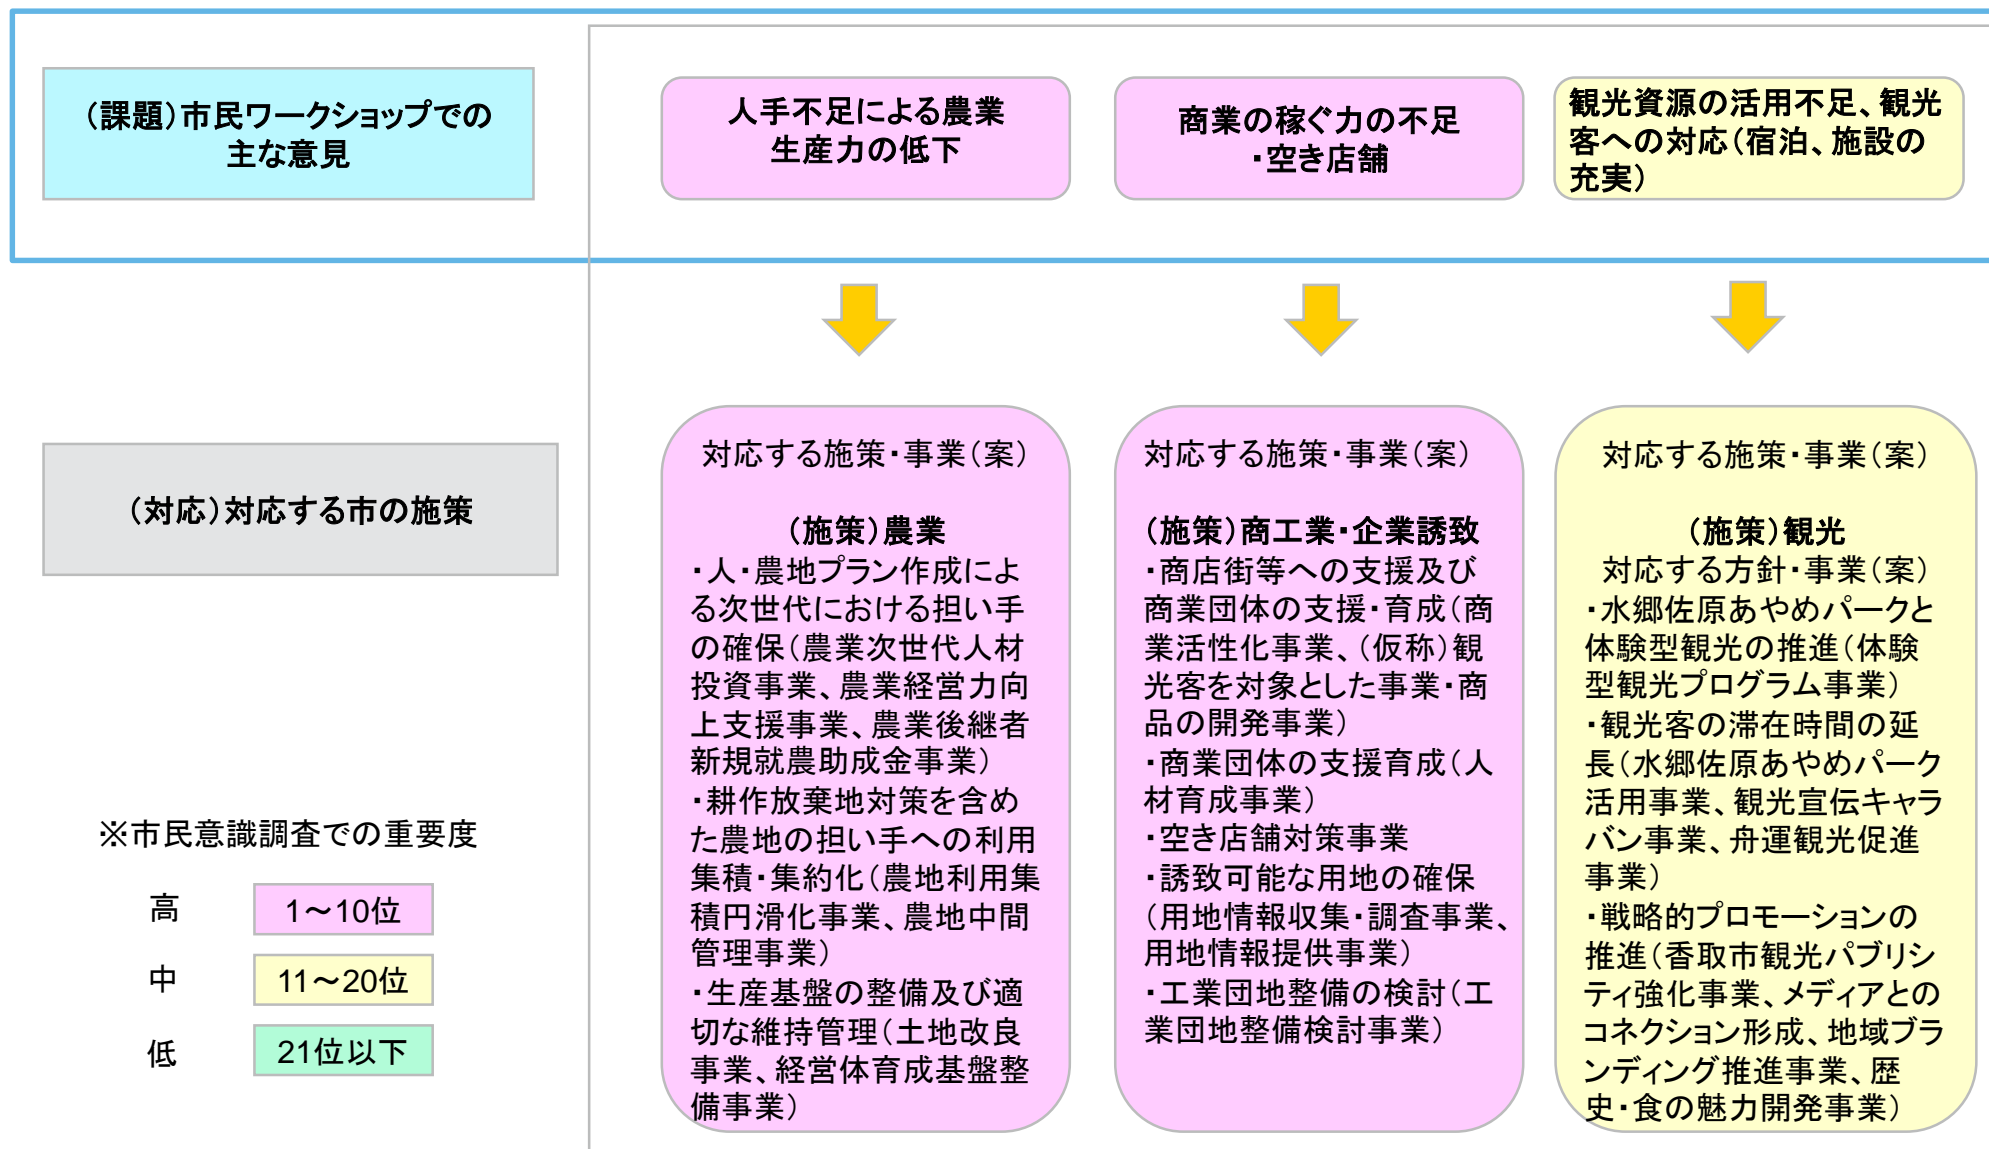 （課題）市民ワークショップでの
主な意見
人手不足による農業
生産力の低下
商業の稼ぐ力の不足
・空き店舗
観光資源の活用不足、観光
客への対応（宿泊、施設の
充実）
（対応）対応する市の施策
対応する施策・事業（案）
（施策）農業
・人・農地プラン作成によ
る次世代における担い手
の確保（農業次世代人材
投資事業、農業経営力向
上支援事業、農業後継者
新規就農助成金事業）
・耕作放棄地対策を含め
た農地の担い手への利用
集積・集約化（農地利用集
積円滑化事業、農地中間
管理事業）
・生産基盤の整備及び適
切な維持管理（土地改良
事業、経営体育成基盤整
備事業）
対応する施策・事業（案）
（施策）商工業・企業誘致
・商店街等への支援及び
商業団体の支援・育成（商
業活性化事業、（仮称）観
光客を対象とした事業・商
品の開発事業）
・商業団体の支援育成（人
材育成事業）
・空き店舗対策事業
・誘致可能な用地の確保
（用地情報収集・調査事業、
用地情報提供事業）
・工業団地整備の検討（工
業団地整備検討事業）
対応する施策・事業（案）
（施策）観光
対応する方針・事業（案）
・水郷佐原あやめパークと
体験型観光の推進（体験
型観光プログラム事業）
・観光客の滞在時間の延
長（水郷佐原あやめパーク
活用事業、観光宣伝キャラ
バン事業、舟運観光促進
事業）
・戦略的プロモーションの
推進（香取市観光パブリシ
ティ強化事業、メディアとの
コネクション形成、地域ブラ
ンディング推進事業、歴
史・食の魅力開発事業）
※市民意識調査での重要度
高 1～10位
中 11～20位
低 21位以下